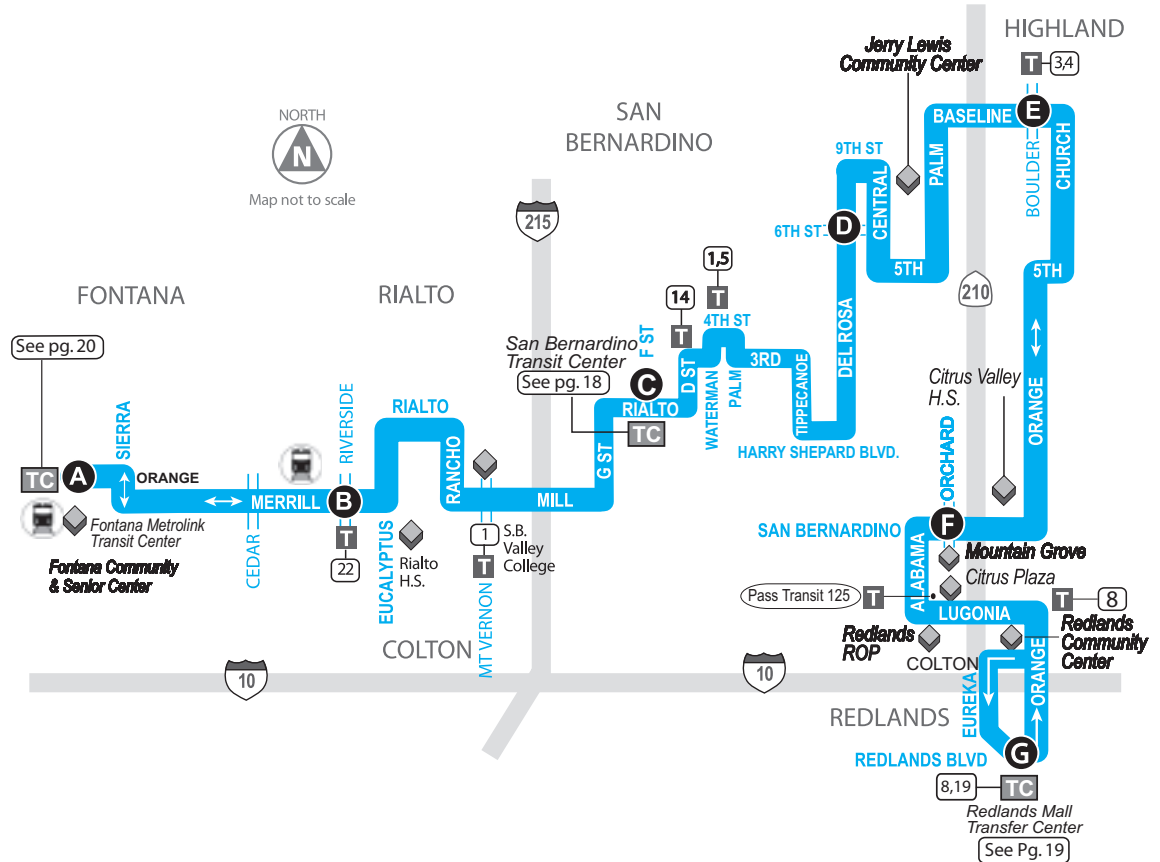 HIGHLAND
Jerry Lewis
Community Center
T
3,4
NORTH
N
Map not to scale
SAN
BERNARDINO
BASELINE
E
9TH ST
PALM
CHURCH
BOULDER
CENTRAL
215
6TH ST
D
5TH
5TH
210
1,5
T
FONTANA
RIALTO
14
T
4TH ST
See pg. 20
San Bernardino
Transit Center
See pg. 18
F ST
C
D ST
3RD
DEL ROSA
ORANGE
Citrus Valley
H.S.
SIERRA
RIVERSIDE
RIALTO
RIALTO
TC
WATERMAN
PALM
TIPPECANOE
HARRY SHEPARD BLVD.
TC
A
ORANGE
RANCHO
G ST
ORCHARD
MERRILL
B
MILL
SAN BERNARDINO
F
Fontana Metrolink
Transit Center
Fontana Community
& Senior Center
CEDAR
T
22
EUCALYPTUS
Rialto
H.S.
1
T
S.B.
Valley
College
MT VERNON
ALABAMA
Mountain Grove
Citrus Plaza
Pass Transit 125
T
LUGONIA
T
8
Redlands
ROP
Redlands
Community
Center
COLTON
COLTON
10
10
EUREKA
ORANGE
REDLANDS
REDLANDS BLVD
G
8,19
TC
Redlands Mall
Transfer Center
See Pg. 19